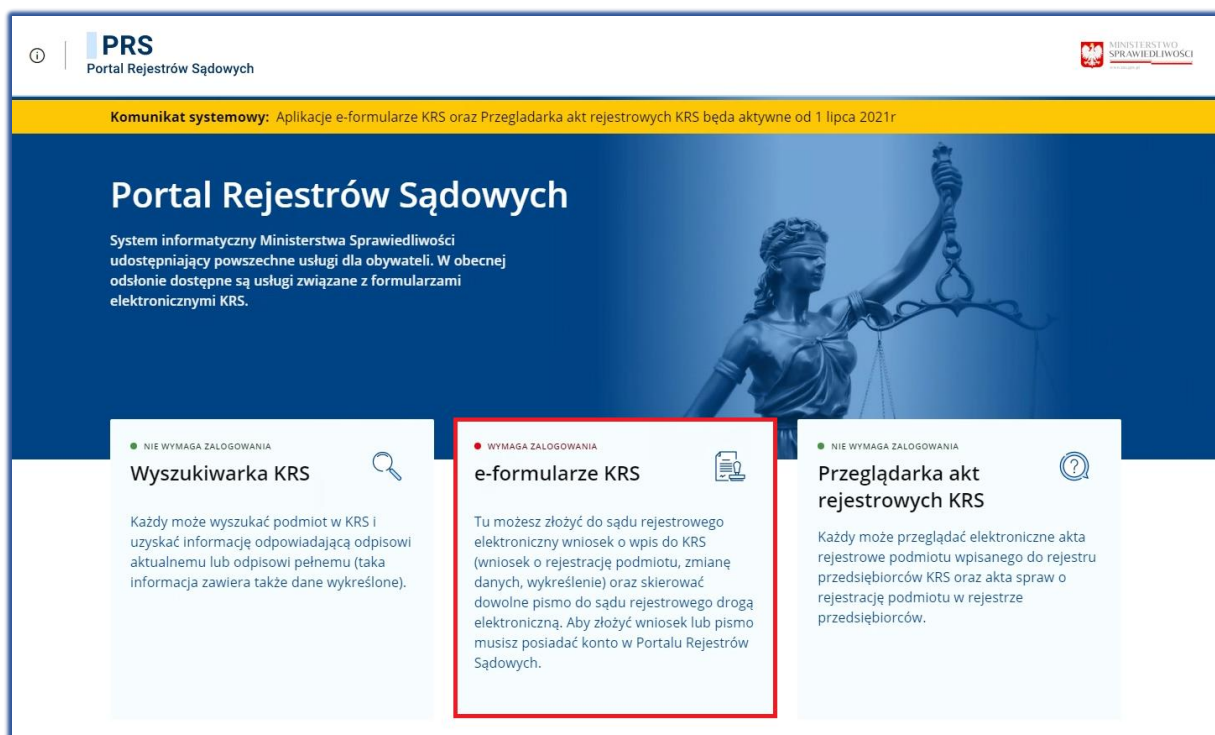 PRS
Portal Rejestrów Sądowych
MINISTERSTWO
SPRAWIEDLIWOŚCI
Komunikat systemowy: Aplikacje e-formularze KRS oraz Przegladarka akt rejestrowych KRS będa aktywne od 1 lipca 2021r
Portal Rejestrów Sądowych
System informatyczny Ministerstwa Sprawiedliwości
udostępniający powszechne usługi dla obywateli. W obecnej
odsłonie dostępne są usługi związane z formularzami
elektronicznymi KRS.
NIE WYMAGA ZALOGOWANIA
Wyszukiwarka KRS
Każdy może wyszukać podmiot w KRS i
uzyskać informację odpowiadającą odpisowi
aktualnemu lub odpisowi pełnemu (taka
informacja zawiera także dane wykreślone).
WYMAGA ZALOGOWANIA
e-formularze KRS
Tu możesz złożyć do sądu rejestrowego
elektroniczny wniosek o wpis do KRS
(wniosek o rejestrację podmiotu, zmianę
danych, wykreślenie) oraz skierować
dowolne pismo do sądu rejestrowego drogą
elektroniczną. Aby złożyć wniosek lub pismo
musisz posiadać konto w Portalu Rejestrów
Sądowych.
NIE WYMAGA ZALOGOWANIA
Przeglądarka akt
rejestrowych KRS
Każdy może przeglądać elektroniczne akta
rejestrowe podmiotu wpisanego do rejestru
przedsiębiorców KRS oraz akta spraw o
rejestrację podmiotu w rejestrze
przedsiębiorców.